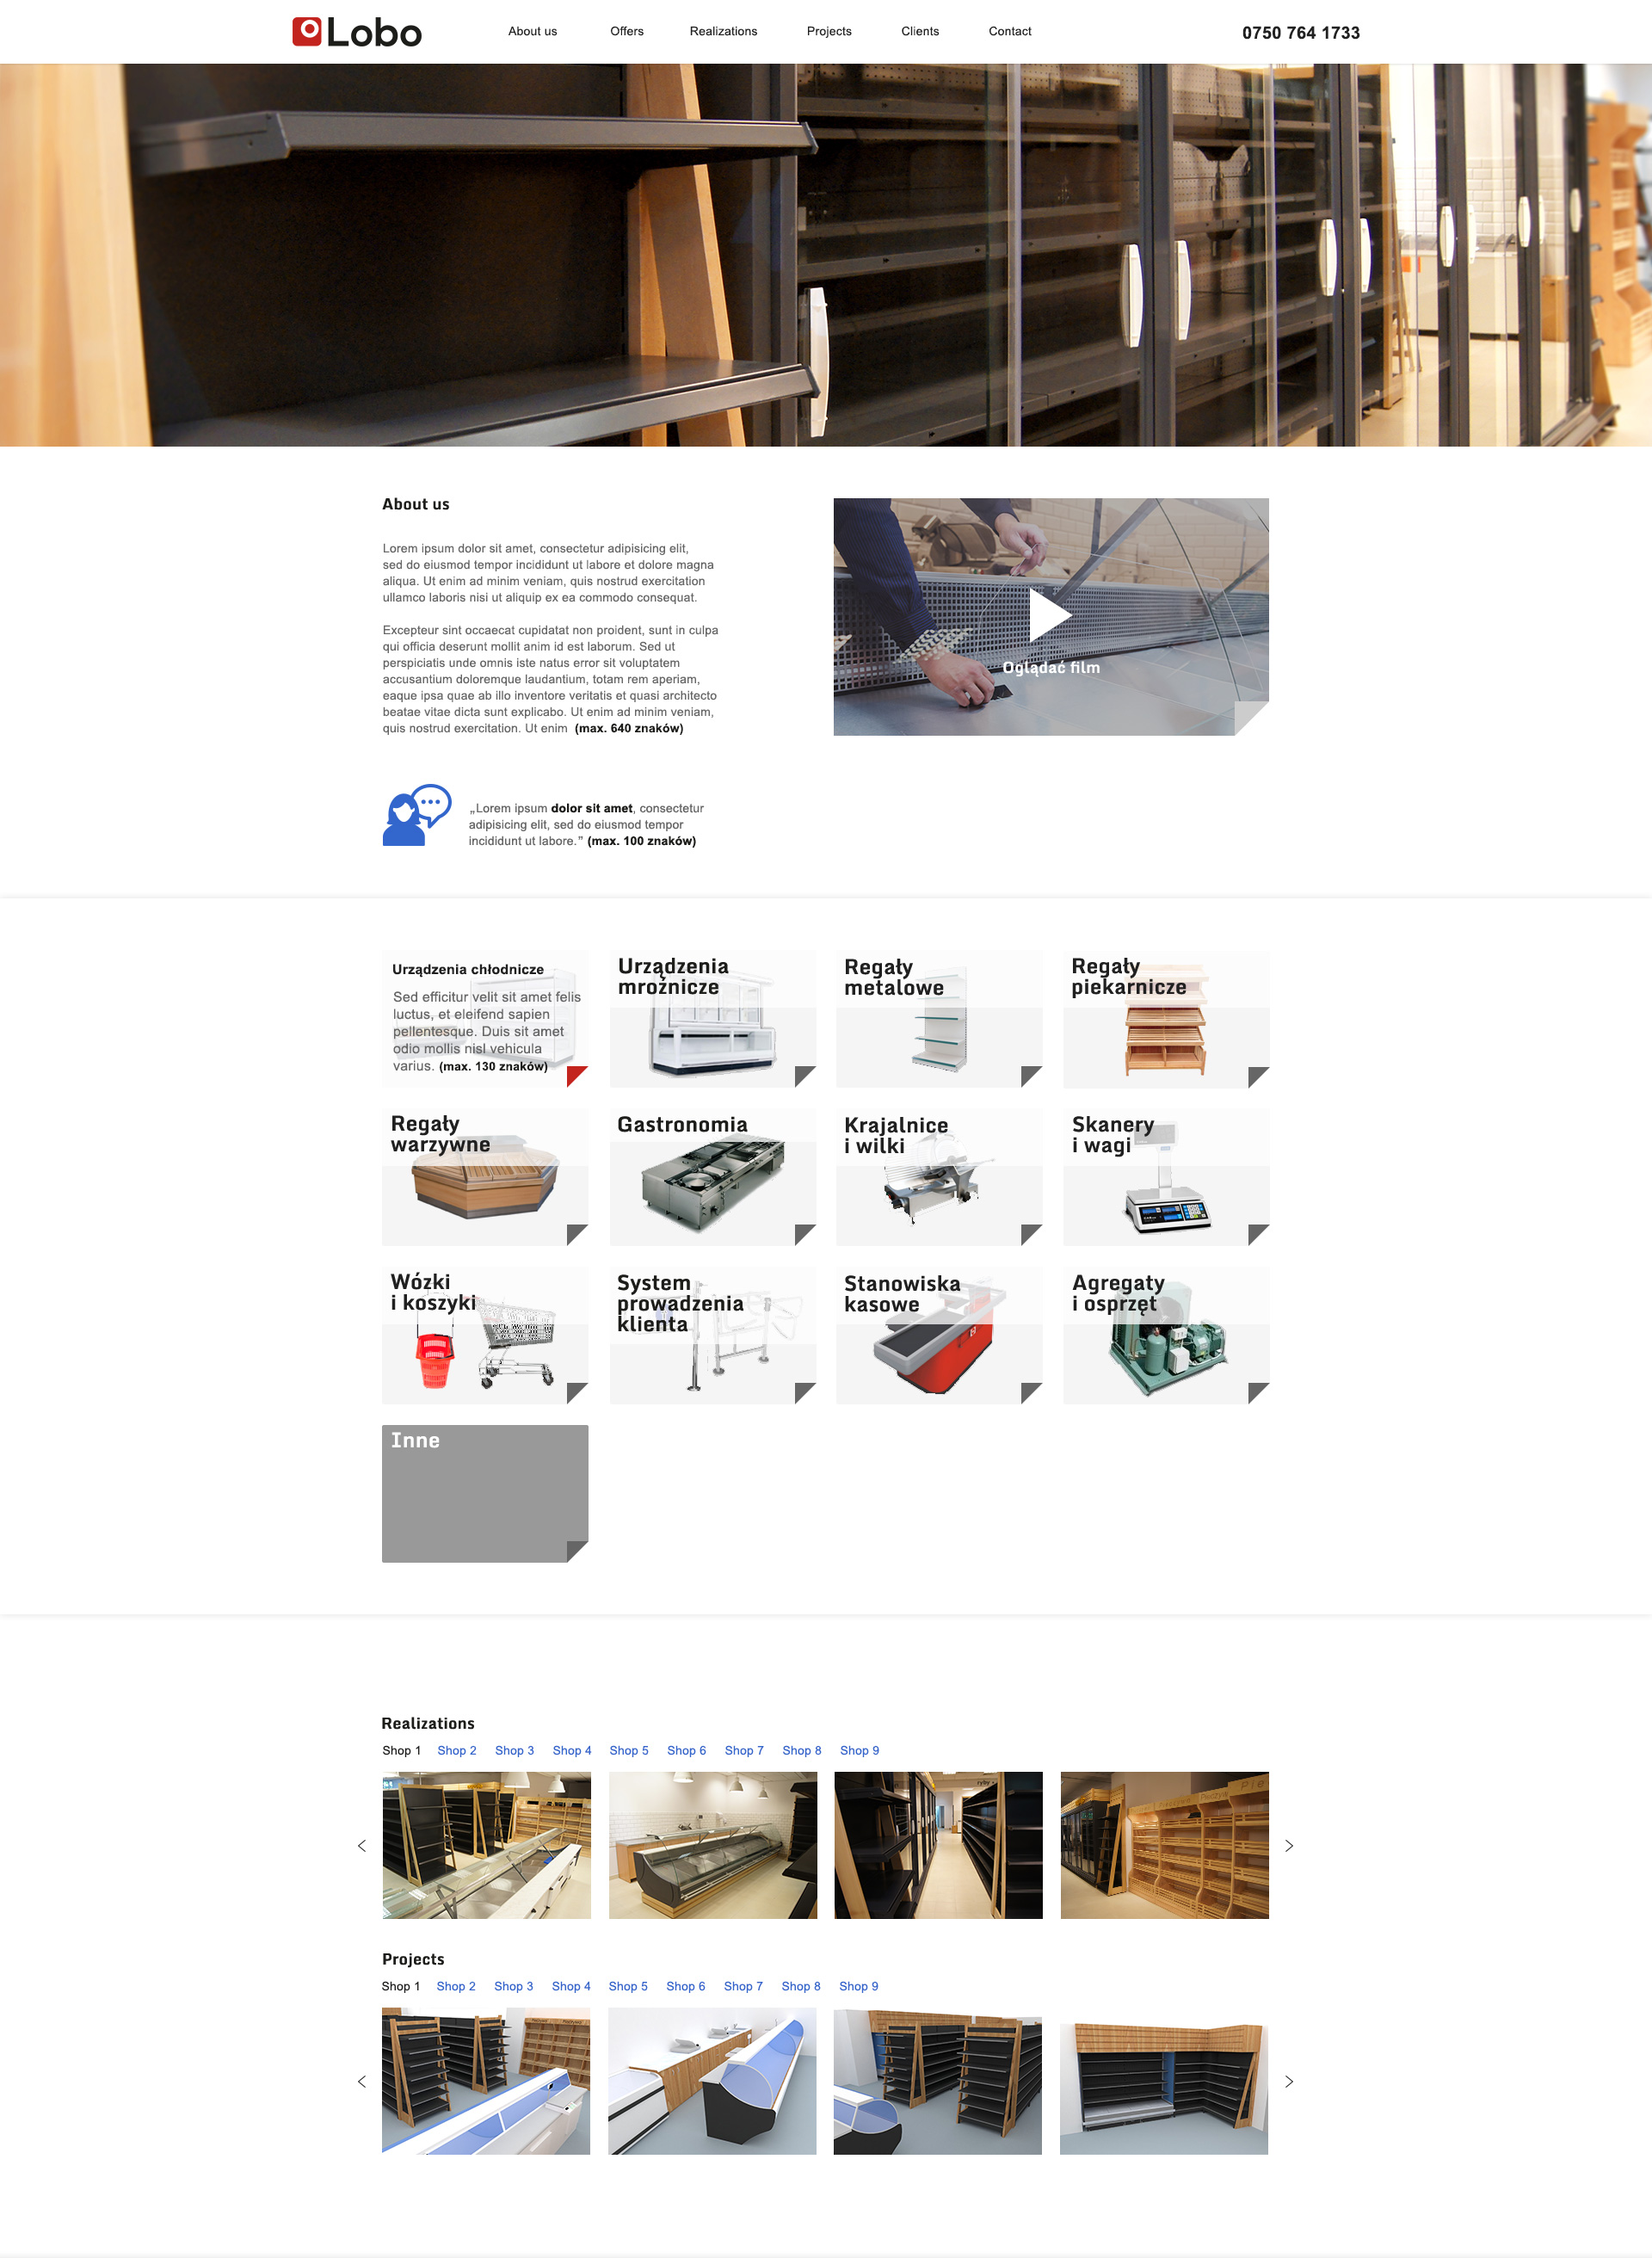 Lobo
About us Offers Realizations Projects Clients Contact
0750 764 1733
About us
Lorem ipsum dolor sit amet, consectetur adipisicing elit,
sed do eiusmod tempor incididunt ut labore et dolore magna
aliqua. Ut enim ad minim veniam, quis nostrud exercitation
ullamco laboris nisi ut aliquip ex ea commodo consequat.
Excepteur sint occaecat cupidatat non proident, sunt in culpa
qui officia deserunt mollit anim id est laborum. Sed ut
perspiciatis unde omnis iste natus error sit voluptatem
accusantium doloremque laudantium, totam rem aperiam,
eaque ipsa quae ab illo inventore veritatis et quasi architecto
beatae vitae dicta sunt explicabo. Ut enim ad minim veniam,
quis nostrud exercitation. Ut enim (max. 640 znaków)
Oglądać film
„Lorem ipsum dolor sit amet, consectetur
adipisicing elit, sed do eiusmod tempor
incididunt ut labore.” (max. 100 znaków)
Urządzenia chłodnicze
Sed efficitur velit sit amet felis
luctus, et eleifend sapien
pellentesque. Duis sit amet
odio mollis nisl vehicula
varius. (max. 130 znaków)
Urządzenia
mroźnicze
Regały
metalowe
Regały
piekarnicze
Regały
warzywne
Gastronomia
Krajalnice
i wilki
Skanery
i wagi
Wózki
i koszyki
System
prowadzenia
klienta
Stanowiska
kasowe
Agregaty
i osprzęt
Inne
Realizations
Shop 1 Shop 2 Shop 3 Shop 4 Shop 5 Shop 6 Shop 7 Shop 8 Shop 9
Projects
Shop 1 Shop 2 Shop 3 Shop 4 Shop 5 Shop 6 Shop 7 Shop 8 Shop 9